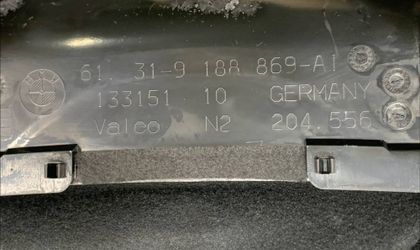 61.31-9 188 869-A1
133151 10 GERMANY
Valeo N2 204 556